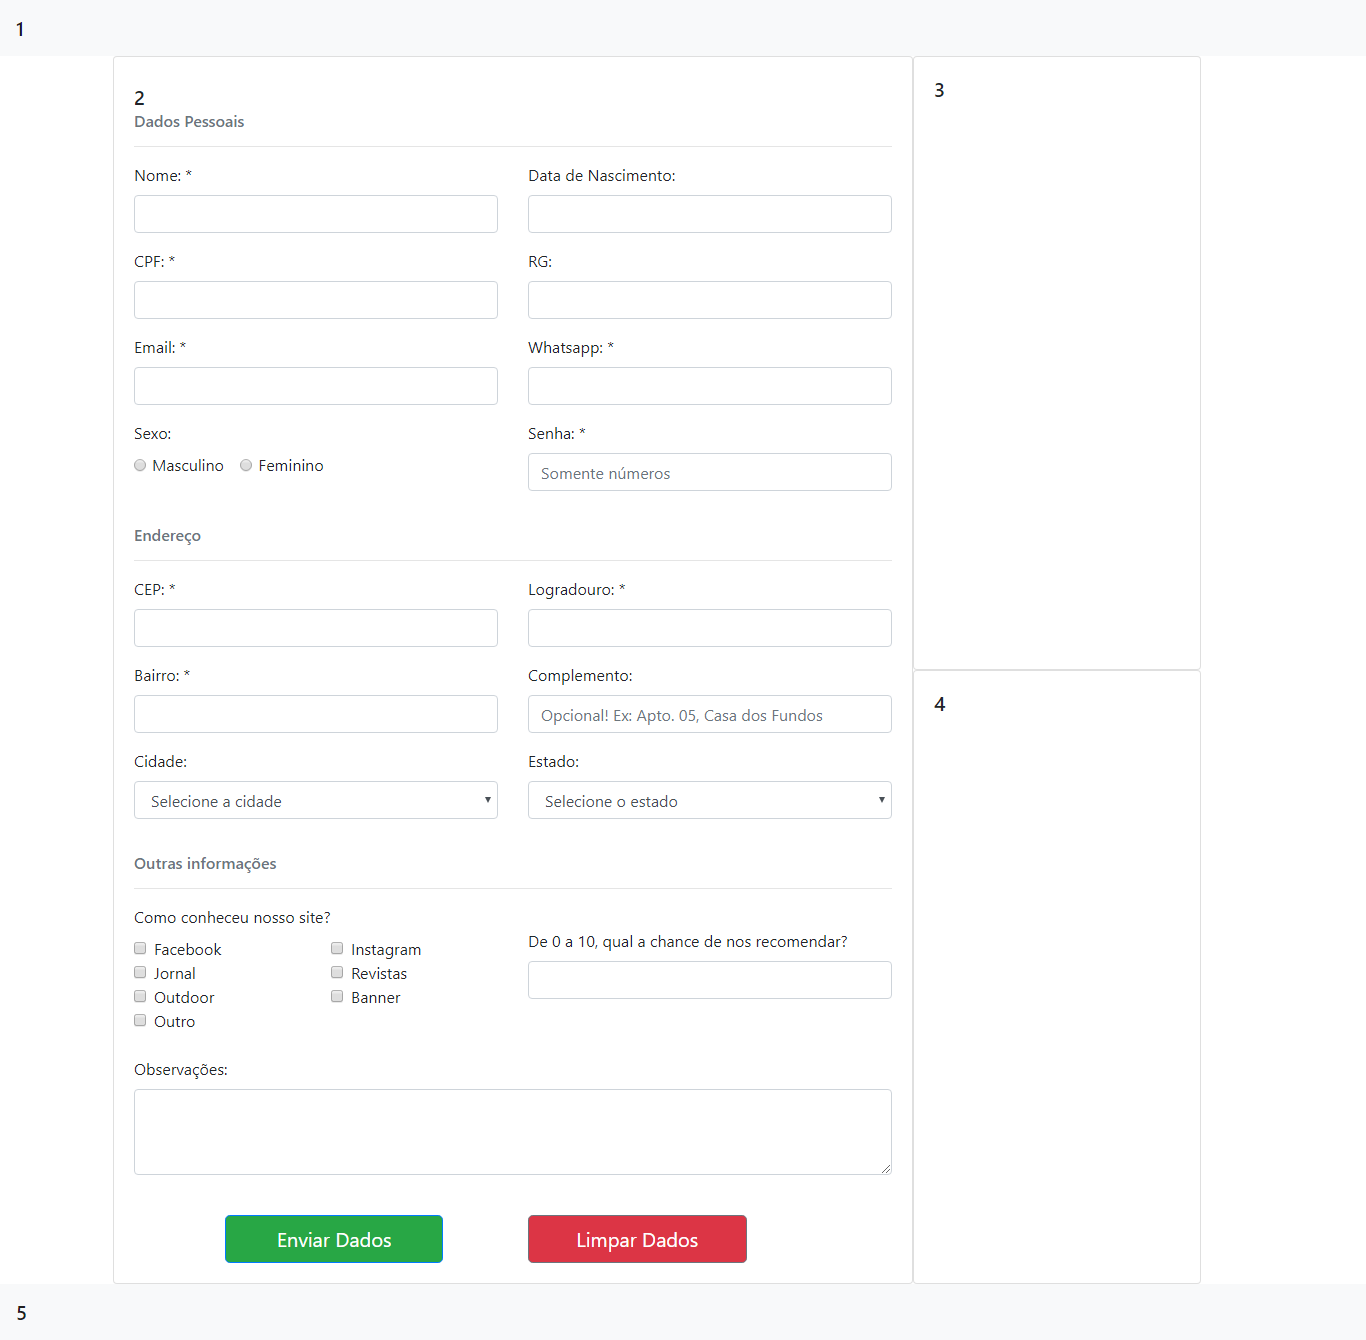 1
2
Dados Pessoais
Nome: *
Data de Nascimento:
CPF: *
RG:
Email: *
Whatsapp: *
Sexo:
Masculino Feminino
Senha: *
Somente números
Endereço
CEP: *
Logradouro: *
Bairro: *
Complemento:
Opcional! Ex: Apto. 05, Casa dos Fundos
Cidade:
Selecione a cidade
Estado:
Selecione o estado
Outras informações
Como conheceu nosso site?
Facebook Instagram
Jornal Revistas
Outdoor Banner
Outro
De 0 a 10, qual a chance de nos recomendar?
Observações:
Enviar Dados
Limpar Dados
3
4
5